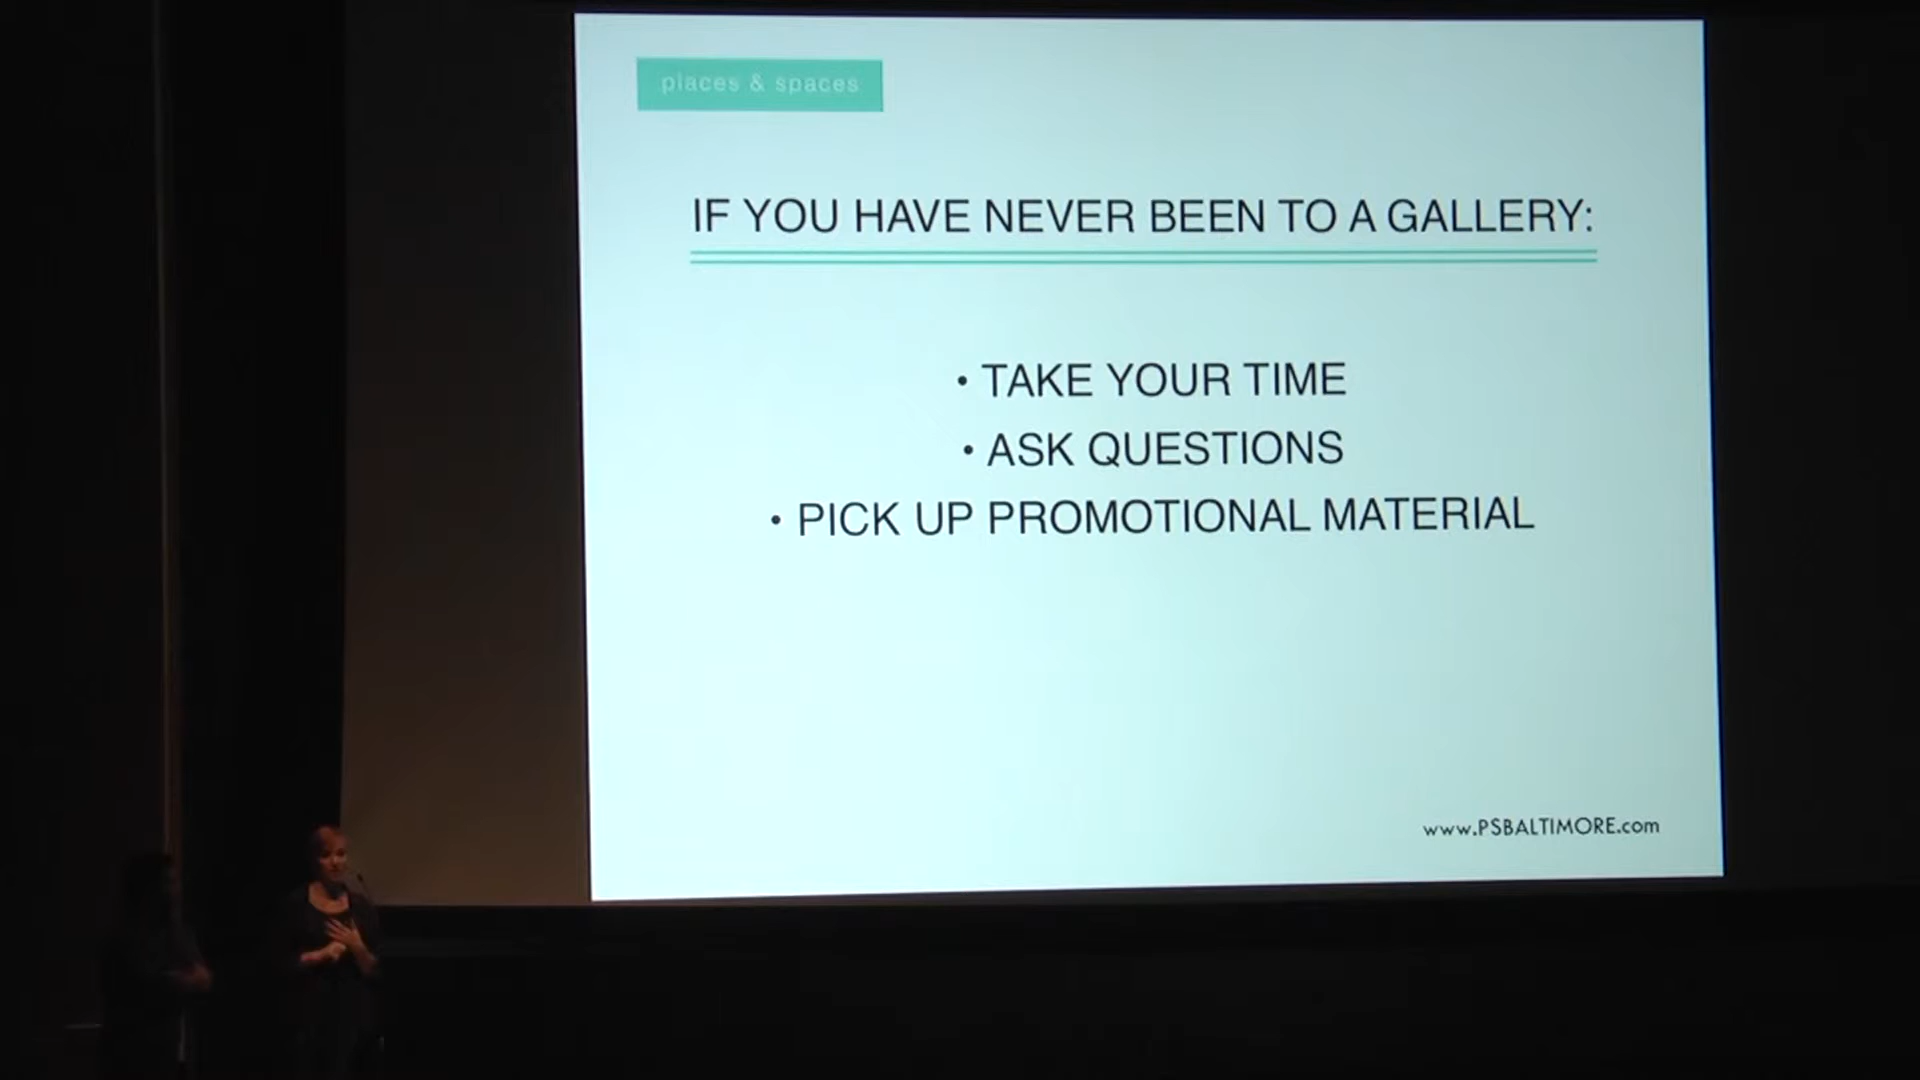 places & spaces
IF YOU HAVE NEVER BEEN TO A GALLERY:
• TAKE YOUR TIME
• ASK QUESTIONS
• PICK UP PROMOTIONAL MATERIAL
www.PSBALTIMORE.com